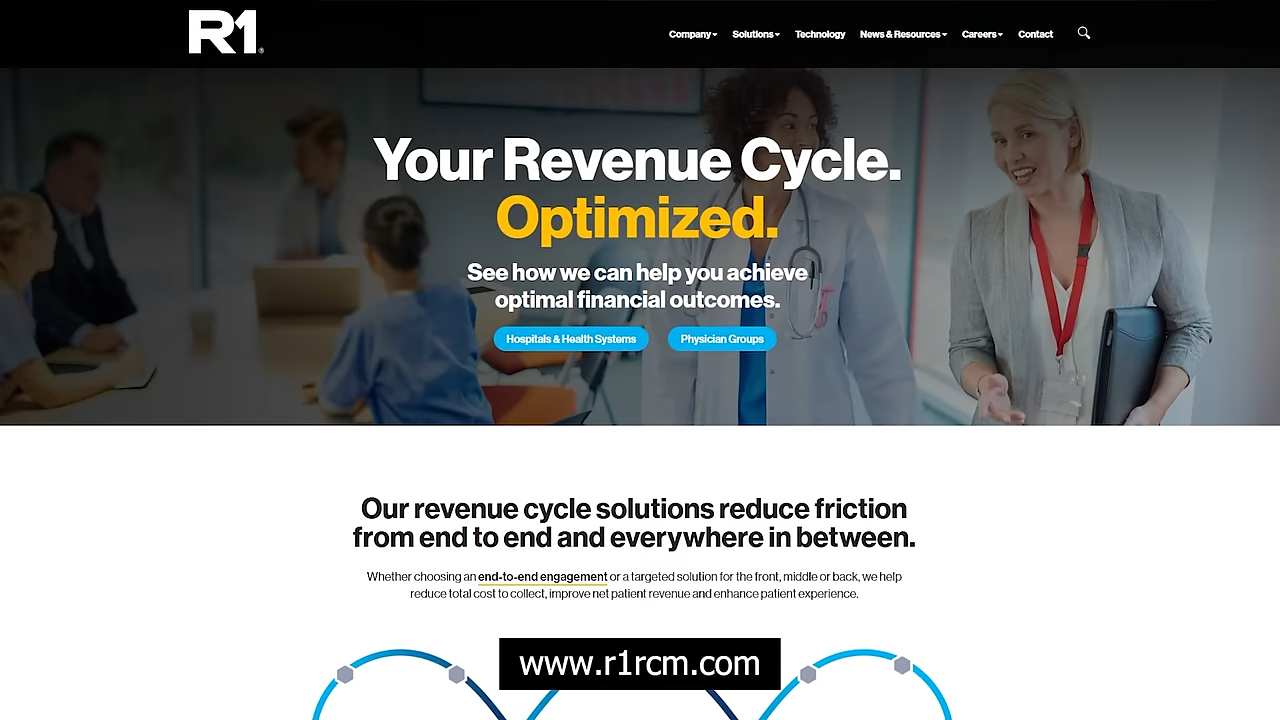 R1
Company
Solutions
Technology
News & Resources
Careers
Contact
Your Revenue Cycle.
Optimized.
See how we can help you achieve
optimal financial outcomes.
Hospitals & Health Systems
Physician Groups
Our revenue cycle solutions reduce friction
from end to end and everywhere in between.
Whether choosing an end-to-end engagement or a targeted solution for the front, middle or back, we help
reduce total cost to collect, improve net patient revenue and enhance patient experience.
www.r1rcm.com